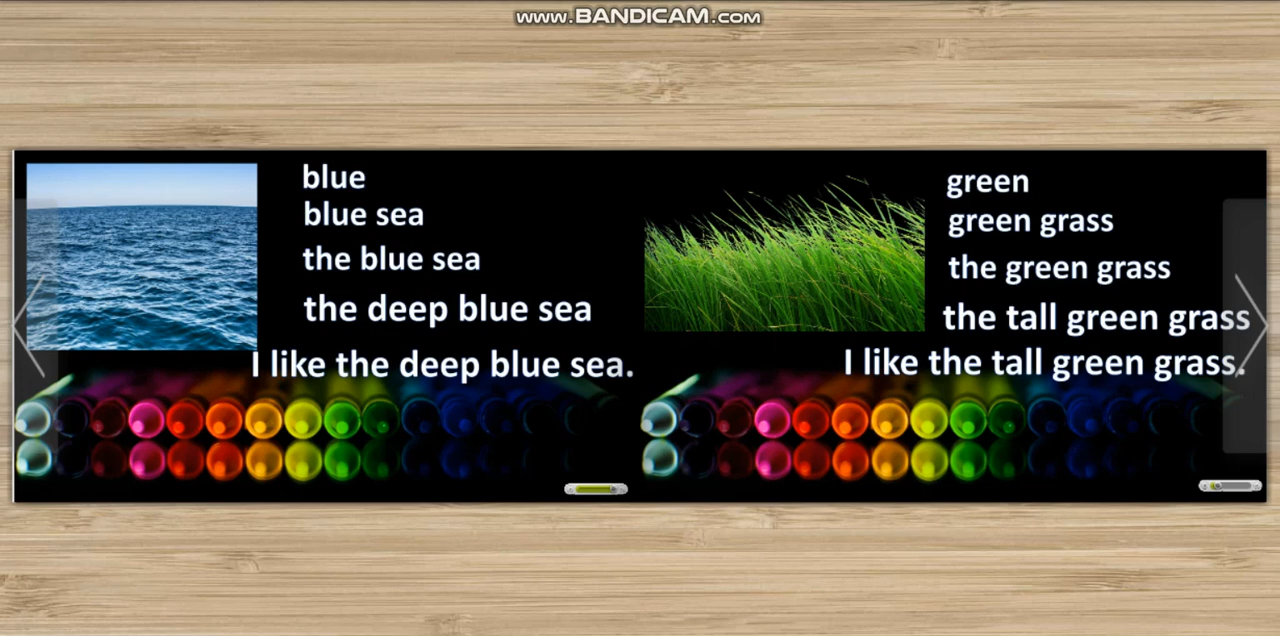 www.BANDICAM.com
blue
blue sea
the blue sea
the deep blue sea
I like the deep blue sea.
green
green grass
the green grass
the tall green grass
I like the tall green grass.